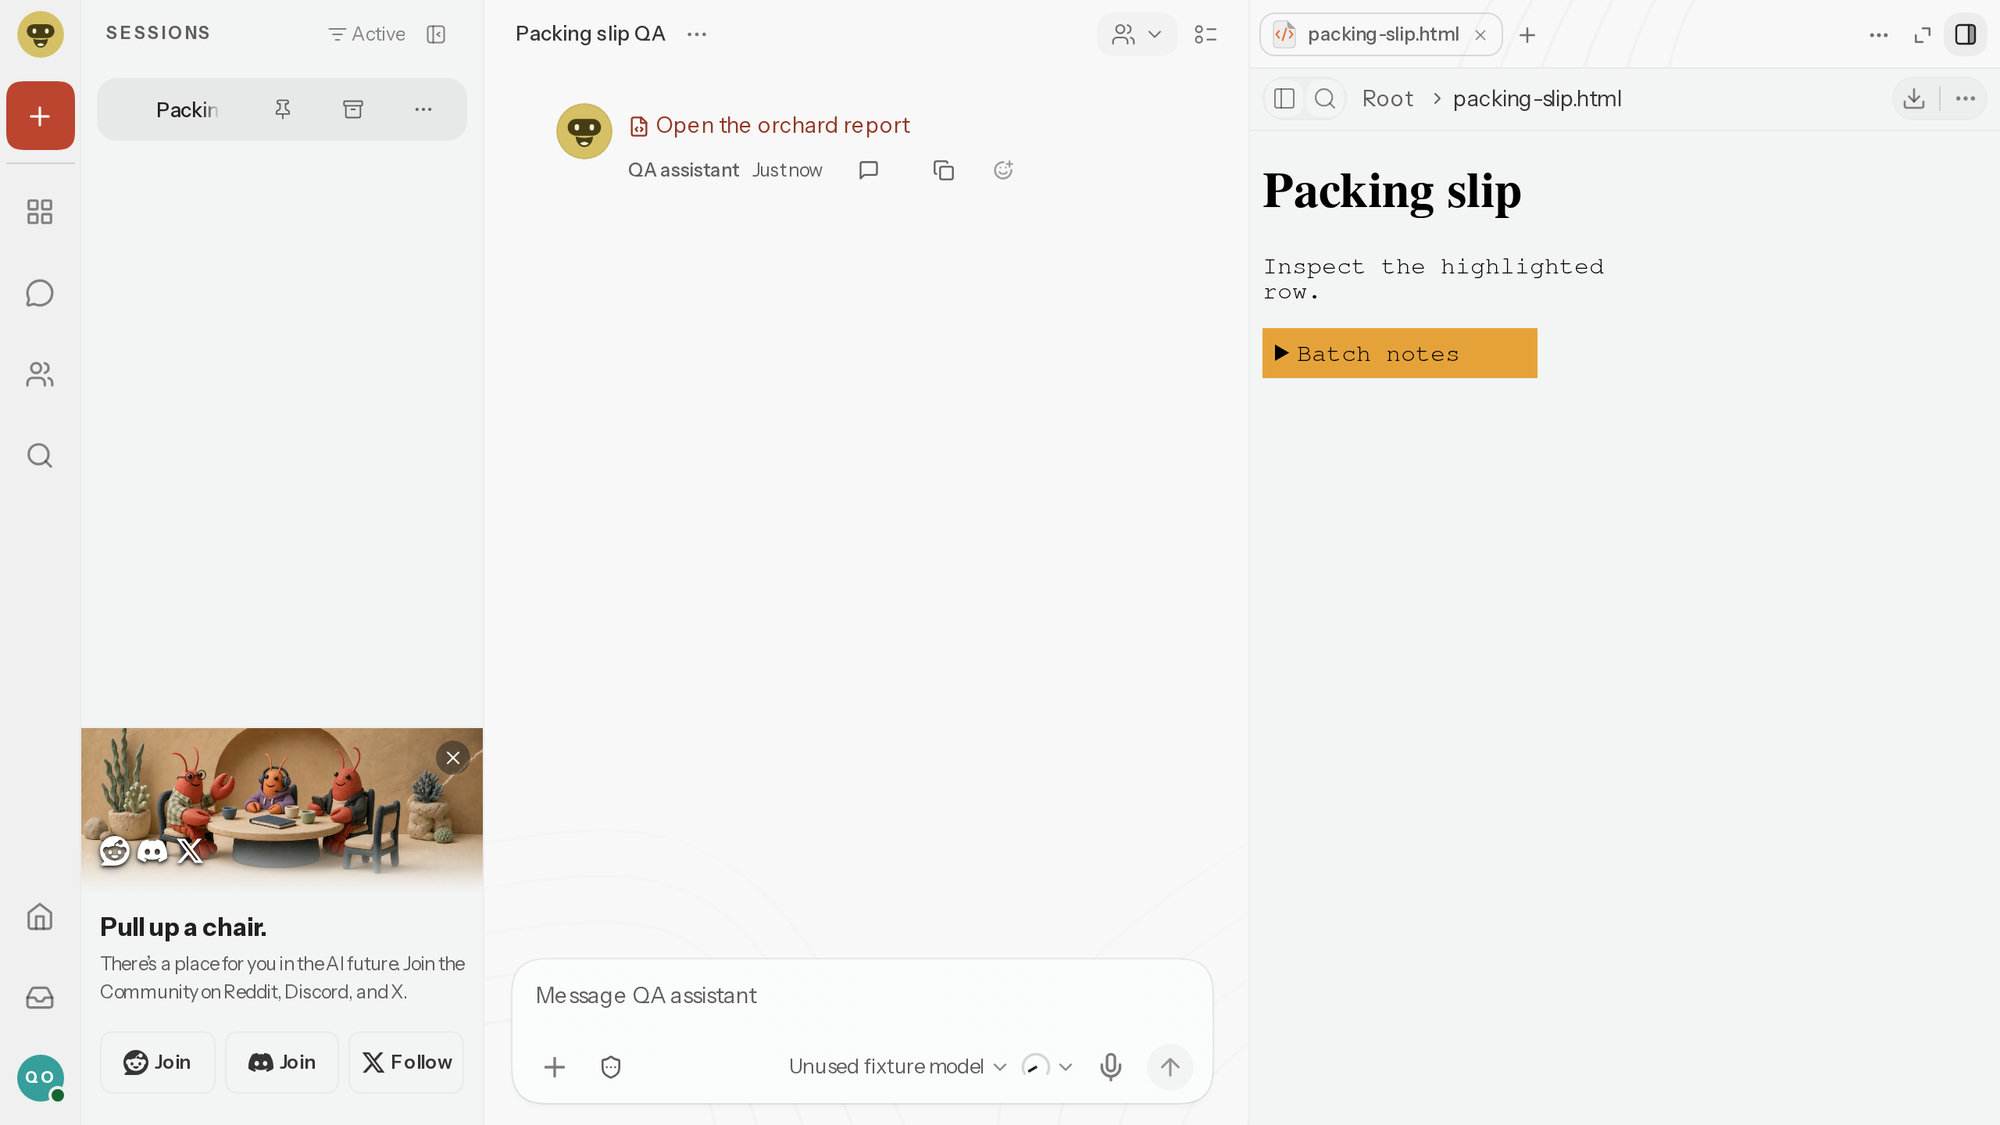 SESSIONS
Active
Packin
Pull up a chair.
There's a place for you in the AI future. Join the
Community on Reddit, Discord, and X.
Join
Join
Follow
QO
Packing slip QA
Open the orchard report
QA assistant Just now
Message QA assistant
Unused fixture model
packing-slip.html
Root > packing-slip.html
Packing slip
Inspect the highlighted
row.
Batch notes